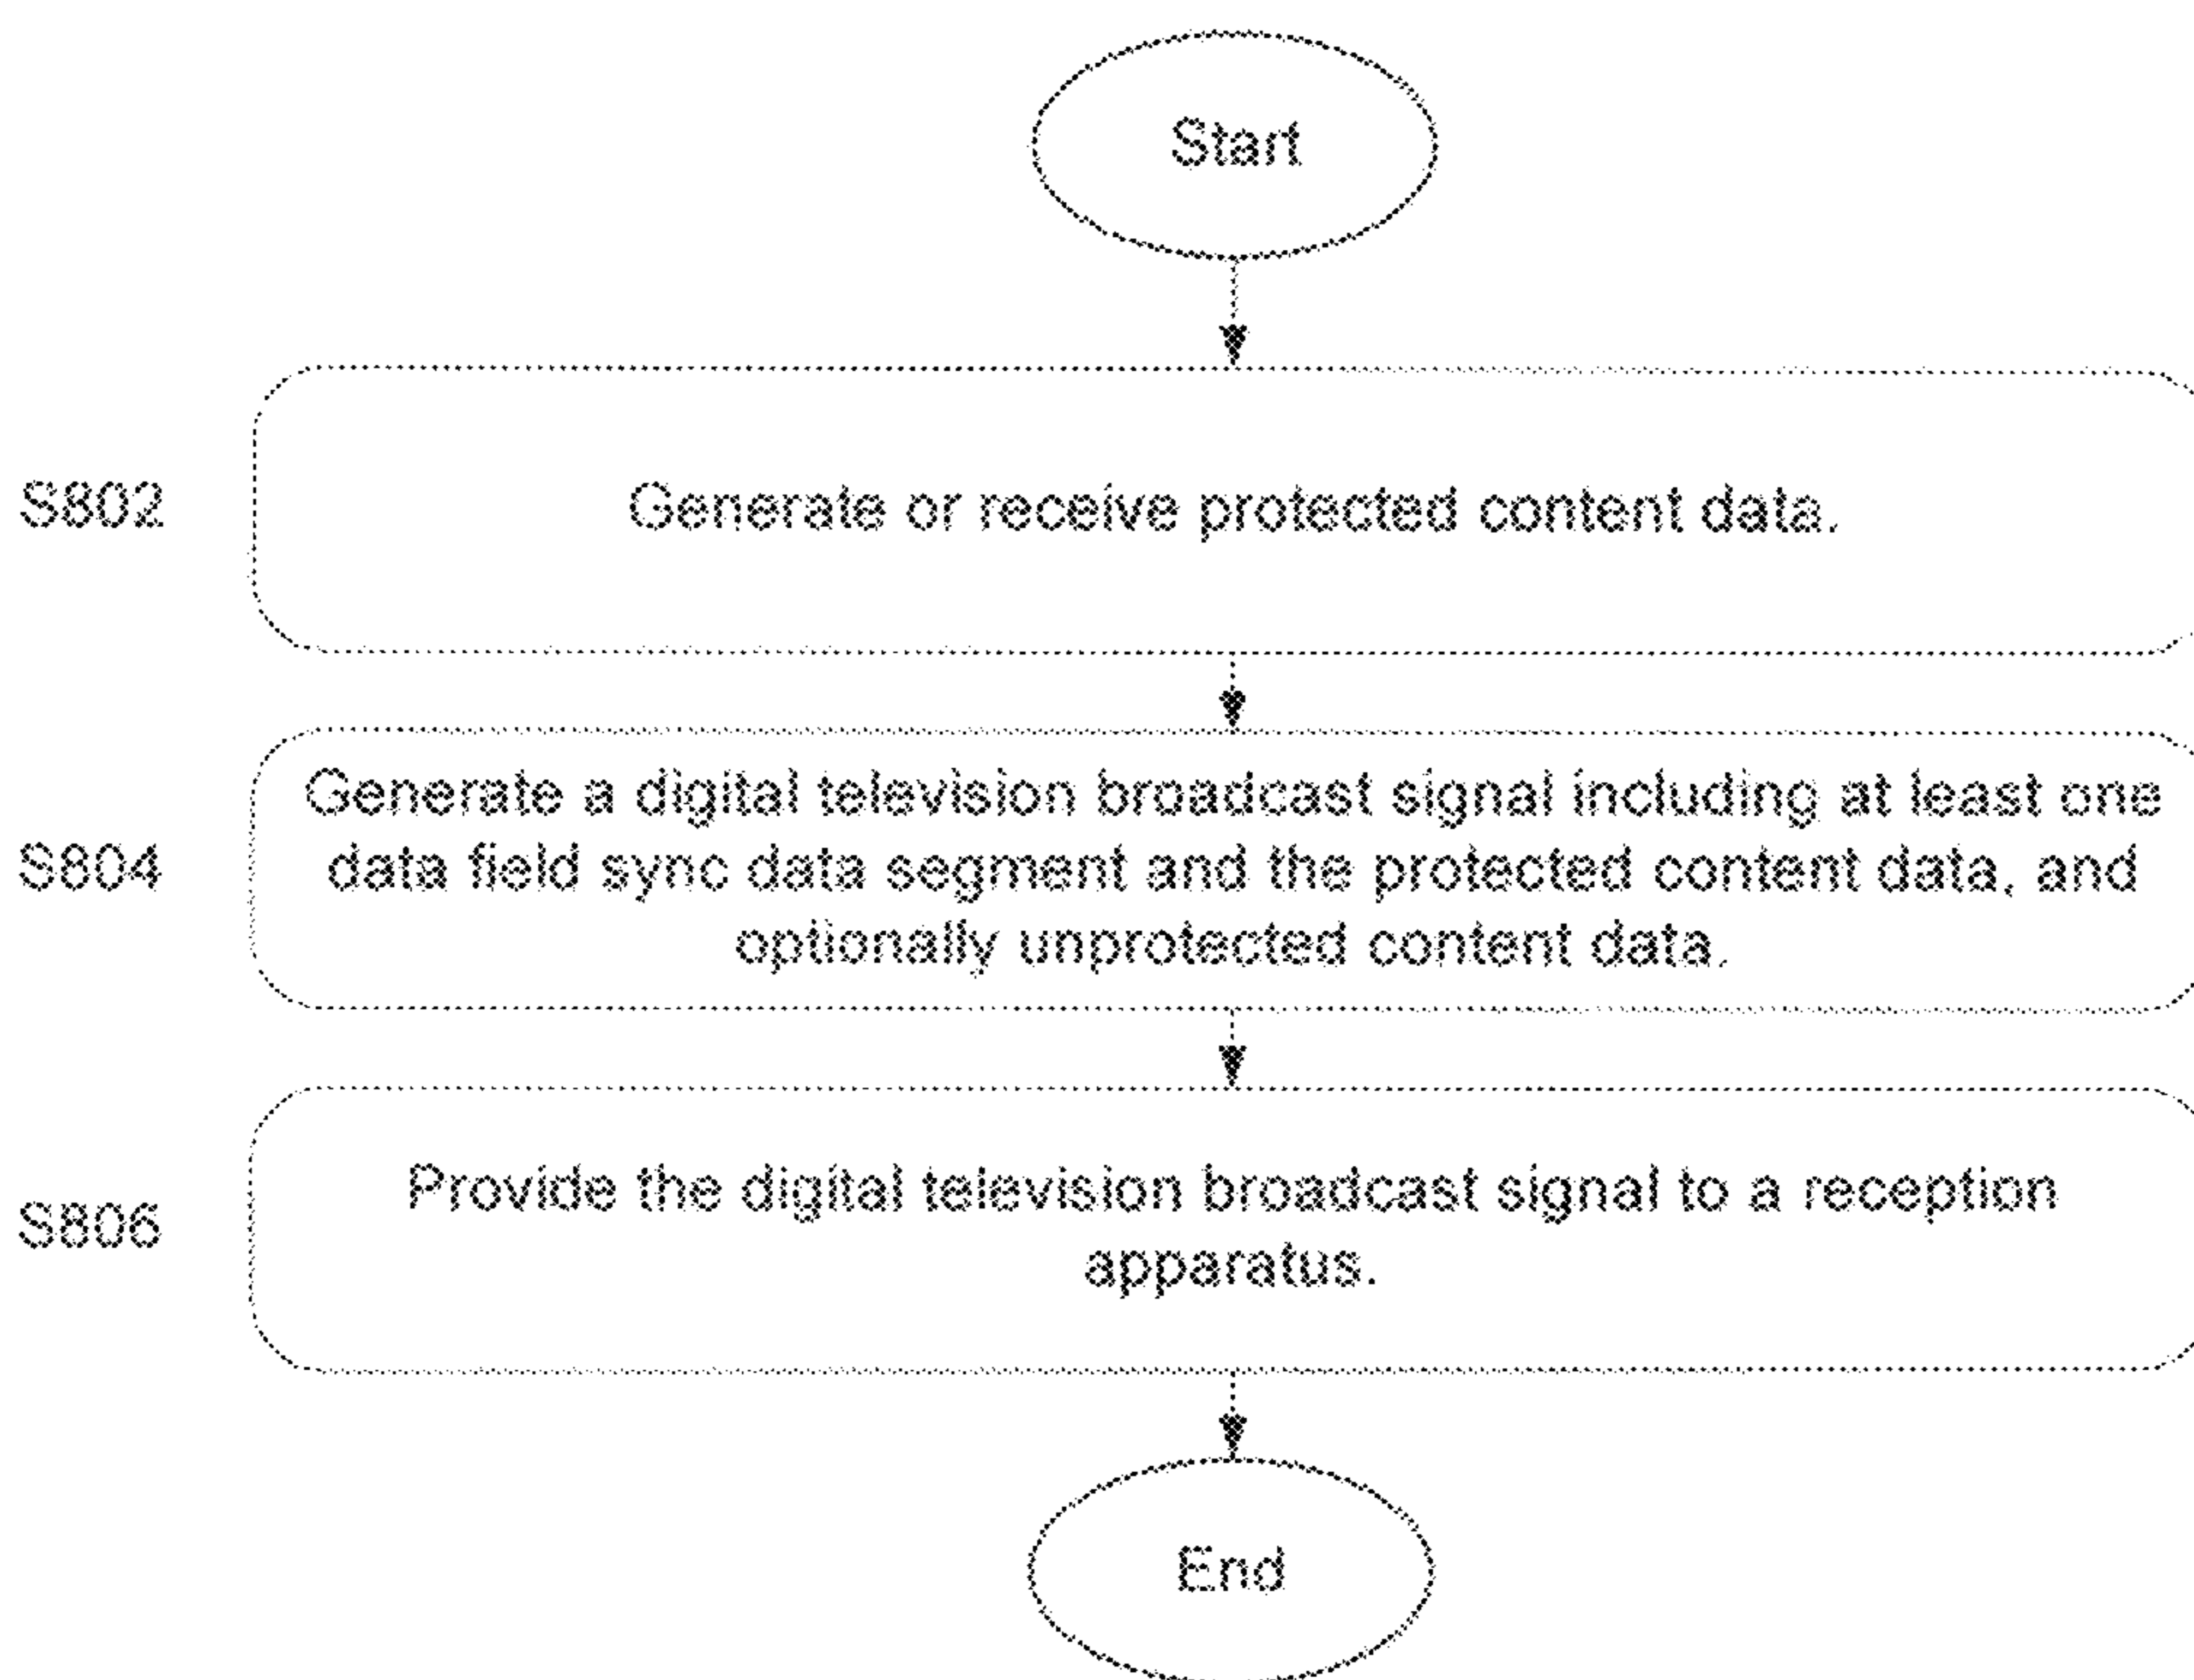 Start
S802
Generate or receive protected content data.
S804
Generate a digital television broadcast signal including at least one
data field sync data segment and the protected content data, and
optionally unprotected content data.
S806
Provide the digital television broadcast signal to a reception
apparatus.
End